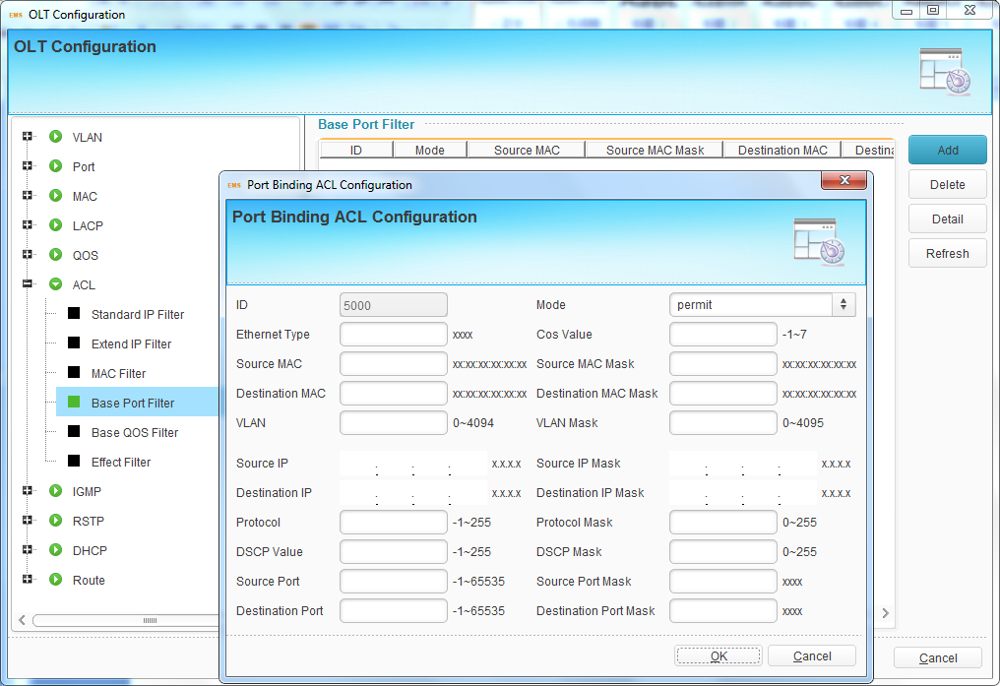 EMS OLT Configuration
OLT Configuration
VLAN
Port
MAC
LACP
QOS
ACL
Standard IP Filter
Extend IP Filter
MAC Filter
Base Port Filter
Base QOS Filter
Effect Filter
IGMP
RSTP
DHCP
Route
Base Port Filter
ID Mode Source MAC Source MAC Mask Destination MAC Destina
Add
Delete
Detail
Refresh
EMS Port Binding ACL Configuration
Port Binding ACL Configuration
ID 5000 Mode permit
Ethernet Type xxxx Cos Value -1~7
Source MAC xx:xx:xx:xx:xx:xx Source MAC Mask xx:xx:xx:xx:xx:xx
Destination MAC xx:xx:xx:xx:xx:xx Destination MAC Mask xx:xx:xx:xx:xx:xx
VLAN 0~4094 VLAN Mask 0~4095
Source IP . . . x.x.x.x Source IP Mask . . . x.x.x.x
Destination IP . . . x.x.x.x Destination IP Mask . . . x.x.x.x
Protocol -1~255 Protocol Mask 0~255
DSCP Value -1~255 DSCP Mask 0~255
Source Port -1~65535 Source Port Mask xxxx
Destination Port -1~65535 Destination Port Mask xxxx
OK Cancel
Cancel